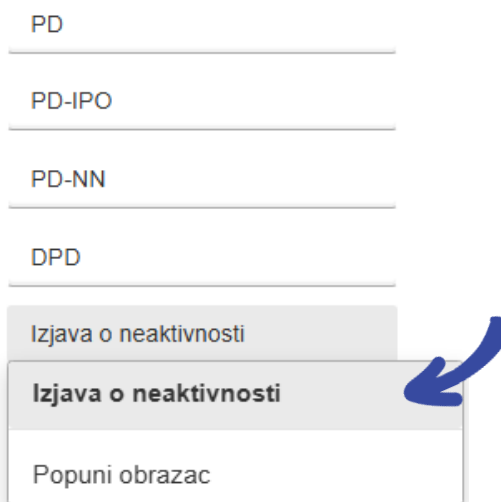 PD
PD-IPO
PD-NN
DPD
Izjava o neaktivnosti
Izjava o neaktivnosti
Popuni obrazac